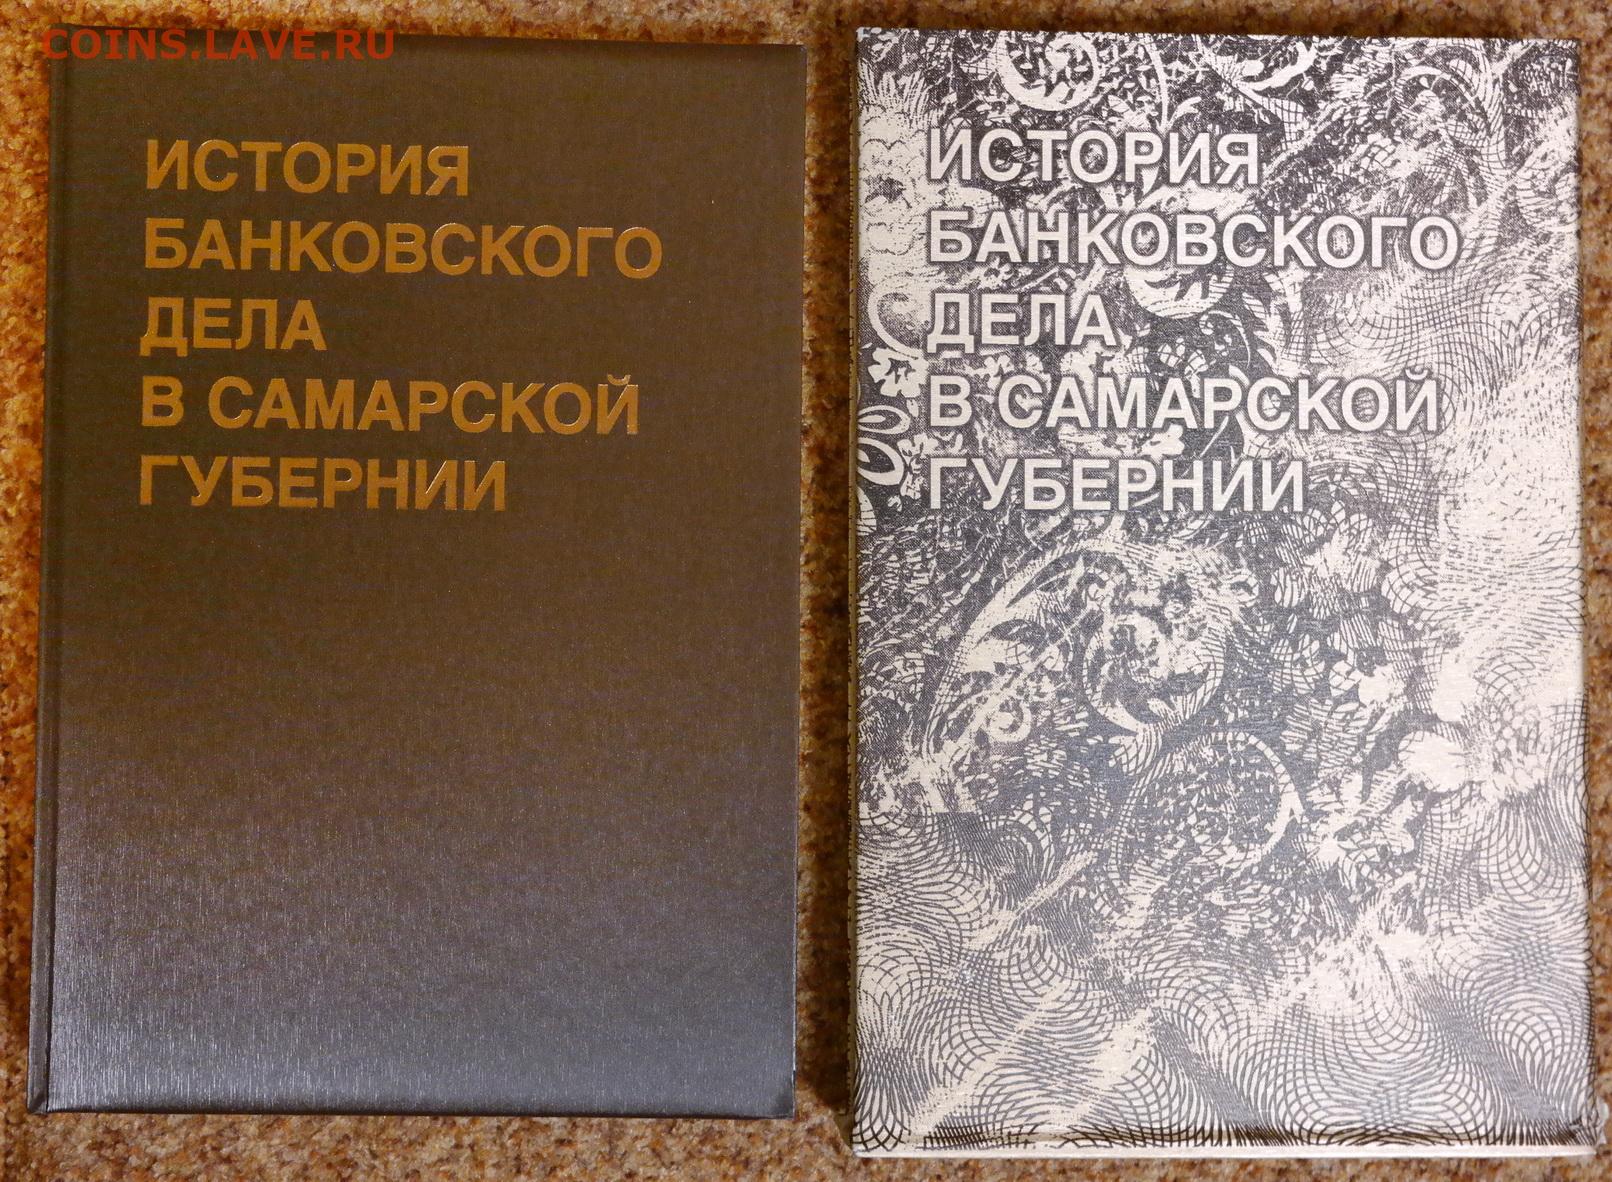 COINS.LAVE.RU
ИСТОРИЯ
БАНКОВСКОГО
ДЕЛА
В САМАРСКОЙ
ГУБЕРНИИ
ИСТОРИЯ
БАНКОВСКОГО
ДЕЛА
В САМАРСКОЙ
ГУБЕРНИИ